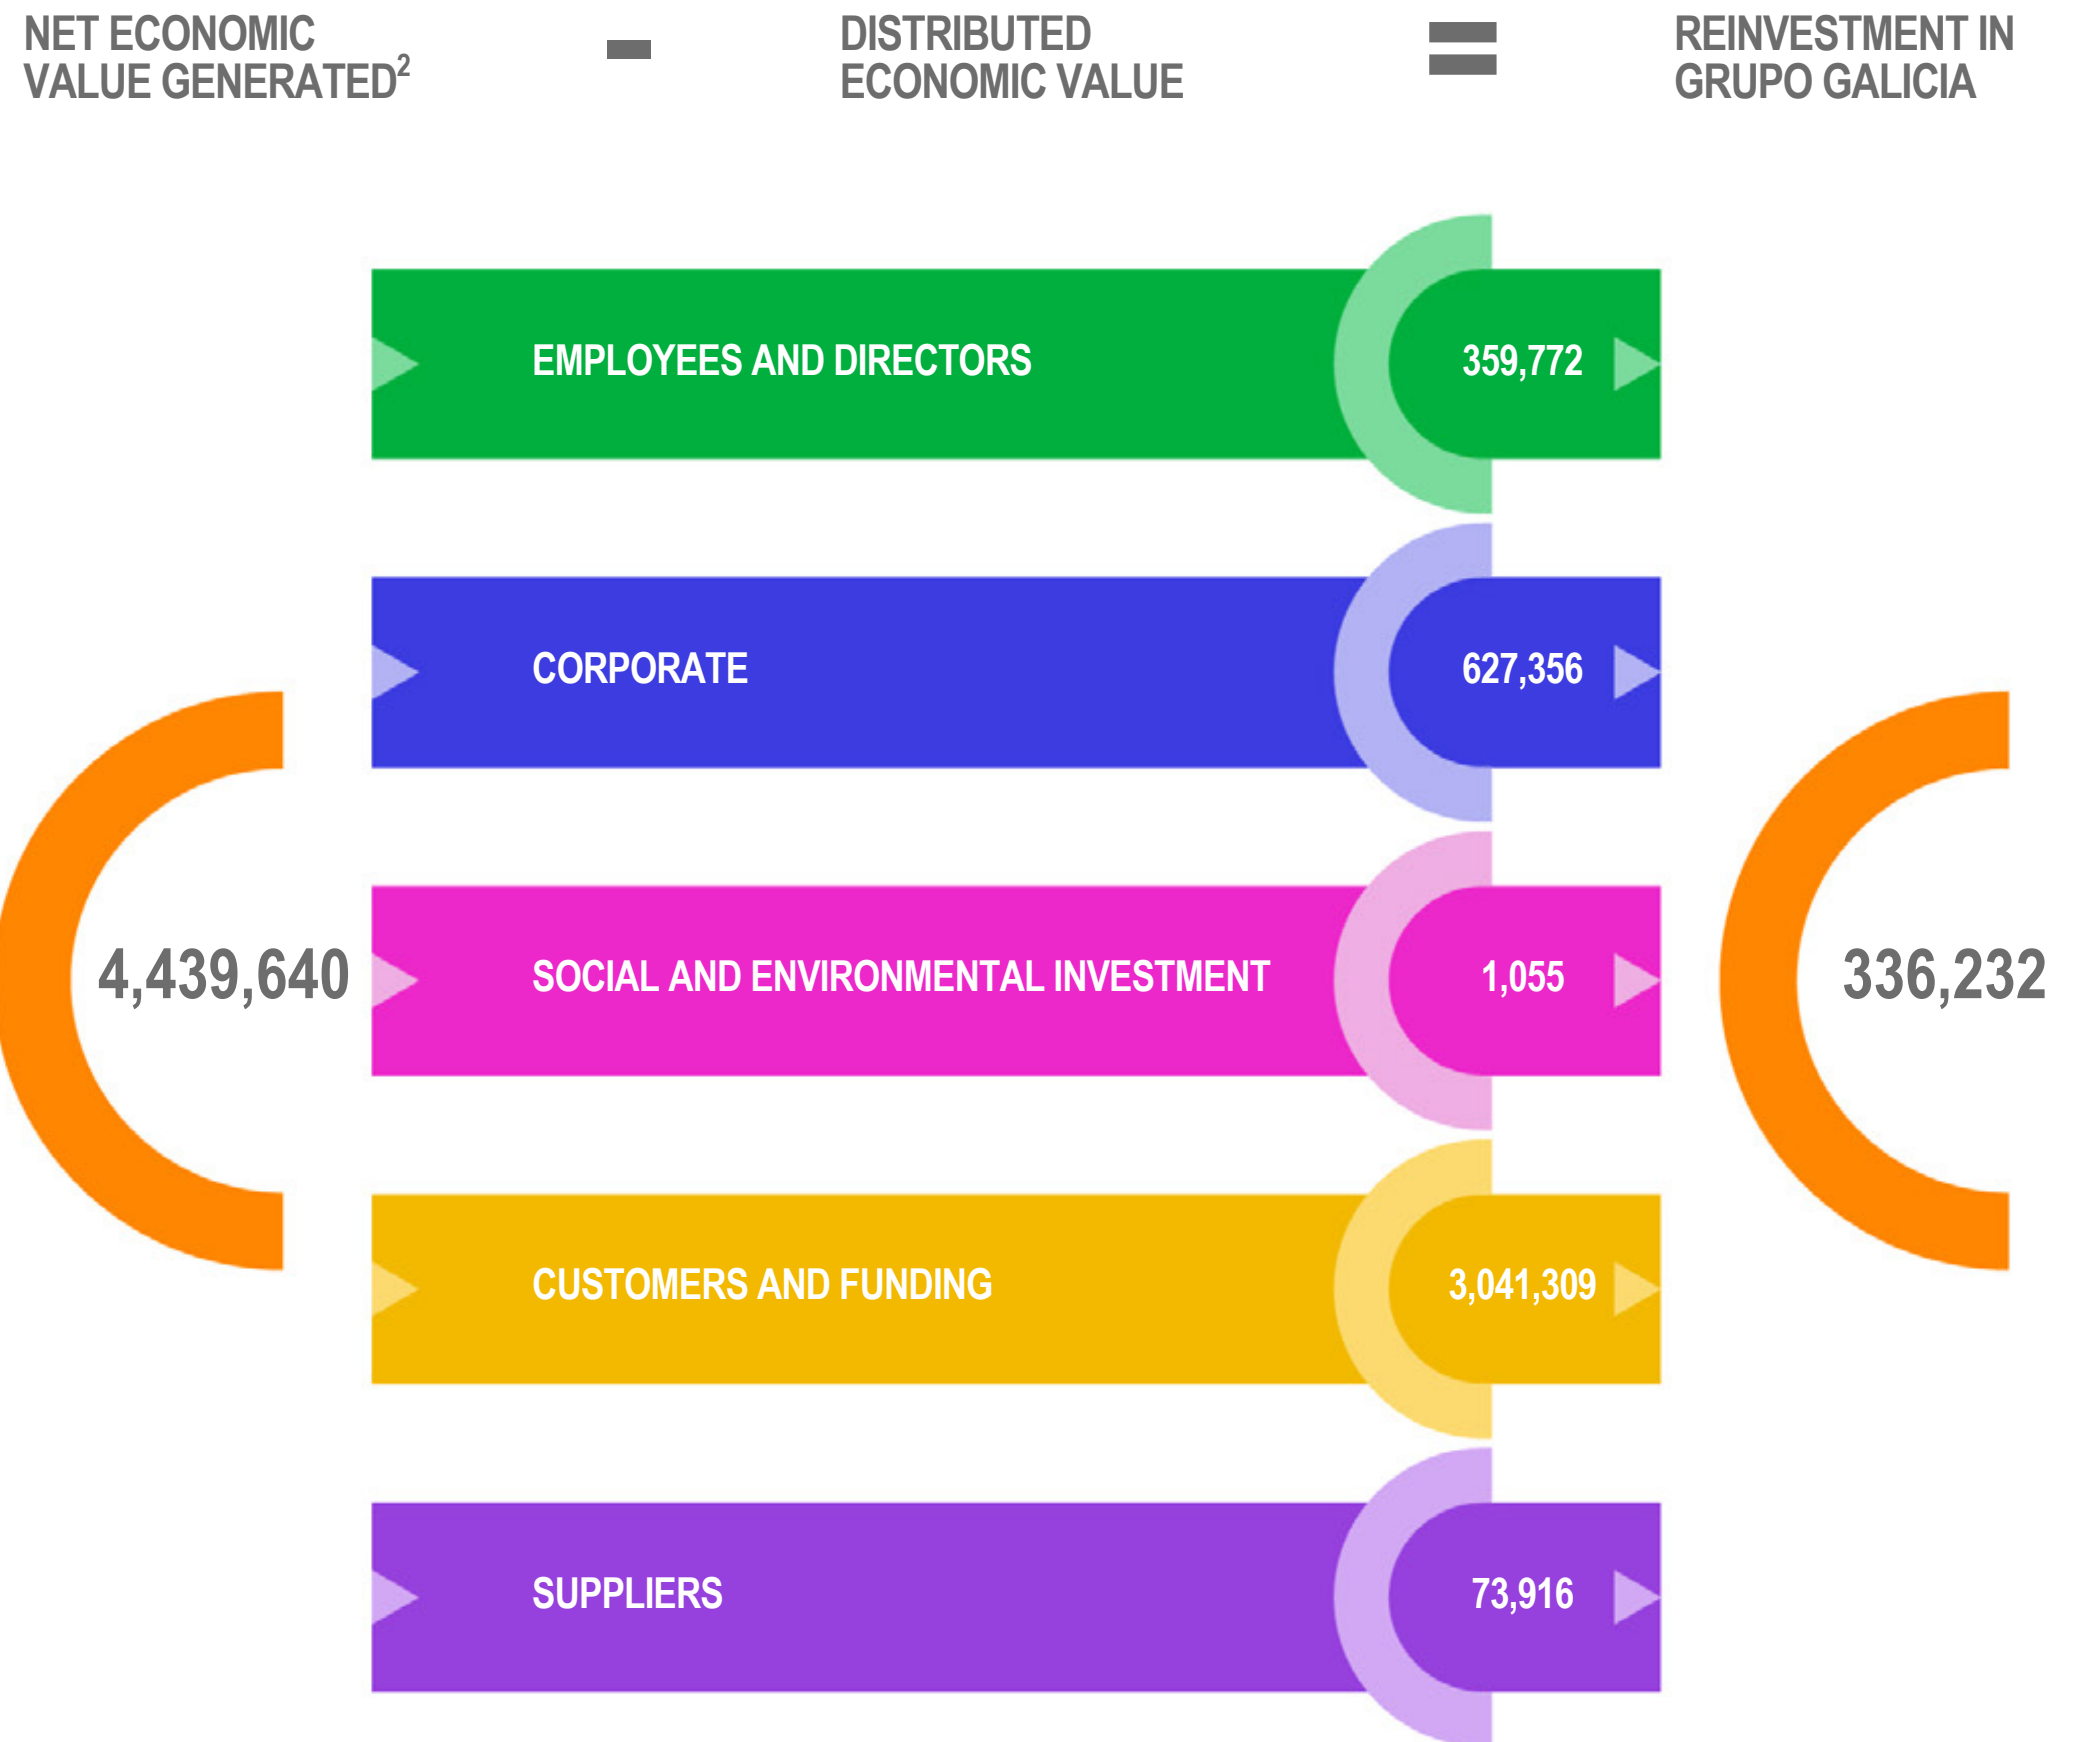 NET ECONOMIC
VALUE GENERATED²
-
DISTRIBUTED
ECONOMIC VALUE
=
REINVESTMENT IN
GRUPO GALICIA
EMPLOYEES AND DIRECTORS 359,772
CORPORATE 627,356
4,439,640
SOCIAL AND ENVIRONMENTAL INVESTMENT 1,055
336,232
CUSTOMERS AND FUNDING 3,041,309
SUPPLIERS 73,916